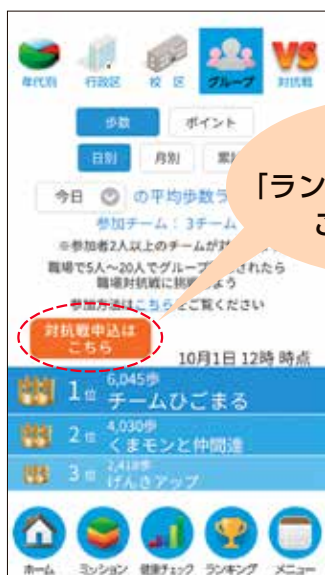 年代別 行政区 校 区 グループ 対抗戦
VS
歩数 ポイント
日別 月別 累
今日 の平均歩数ラ
参加チーム：3チーム
※参加者2人以上のチームが対
職場で5人～20人でグループ されたら
職場対抗戦に挑 よう
参加方法はこちらをご覧ください
「ラン
こ
対抗戦申込は
こちら
10月1日 12時 時点
1位 6,045歩
チームひごまる
2位 4,030歩
くまモンと仲間達
3位 2,418歩
げんきアップ
ホーム ミッション 健康チェック ランキング メニュー